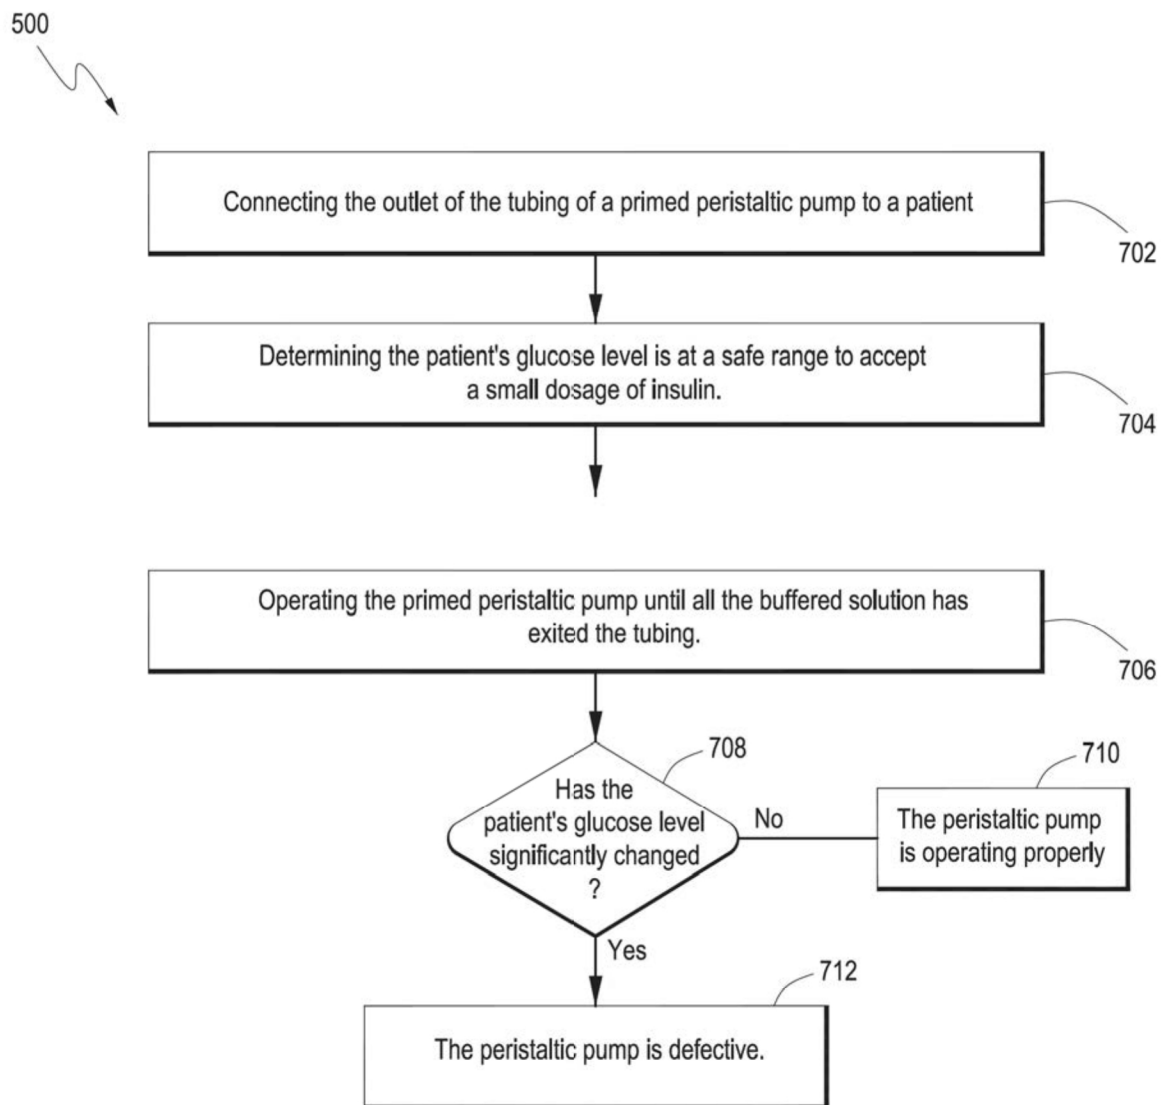 500
Connecting the outlet of the tubing of a primed peristaltic pump to a patient
702
Determining the patient's glucose level is at a safe range to accept
a small dosage of insulin.
704
Operating the primed peristaltic pump until all the buffered solution has
exited the tubing.
706
708
Has the
patient's glucose level
significantly changed
?
No
710
The peristaltic pump
is operating properly
Yes
712
The peristaltic pump is defective.